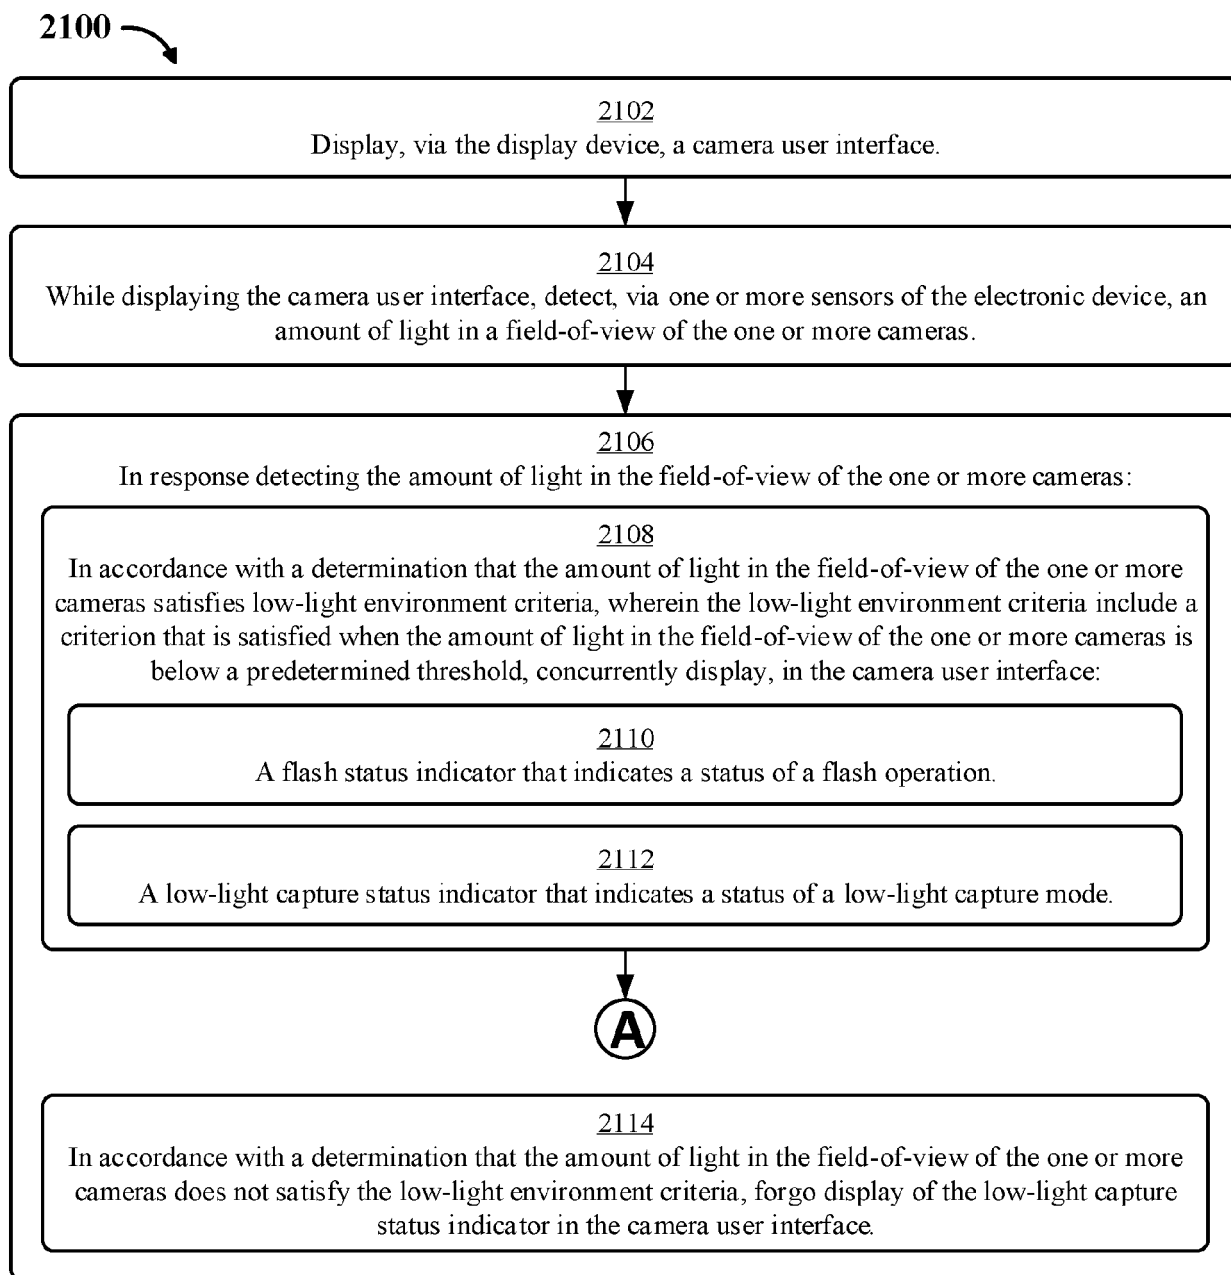 2100
2102
Display, via the display device, a camera user interface.
2104
While displaying the camera user interface, detect, via one or more sensors of the electronic device, an
amount of light in a field-of-view of the one or more cameras.
2106
In response detecting the amount of light in the field-of-view of the one or more cameras:
2108
In accordance with a determination that the amount of light in the field-of-view of the one or more
cameras satisfies low-light environment criteria, wherein the low-light environment criteria include a
criterion that is satisfied when the amount of light in the field-of-view of the one or more cameras is
below a predetermined threshold, concurrently display, in the camera user interface:
2110
A flash status indicator that indicates a status of a flash operation.
2112
A low-light capture status indicator that indicates a status of a low-light capture mode.
A
2114
In accordance with a determination that the amount of light in the field-of-view of the one or more
cameras does not satisfy the low-light environment criteria, forgo display of the low-light capture
status indicator in the camera user interface.